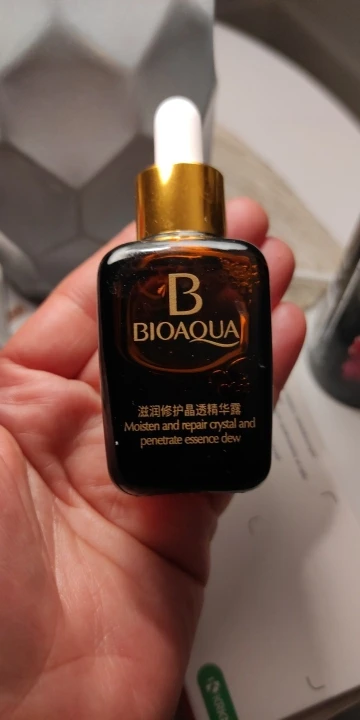 B
BIOAQUA
滋润修护晶透精华露
Moisten and repair crystal and
penetrate essence dew